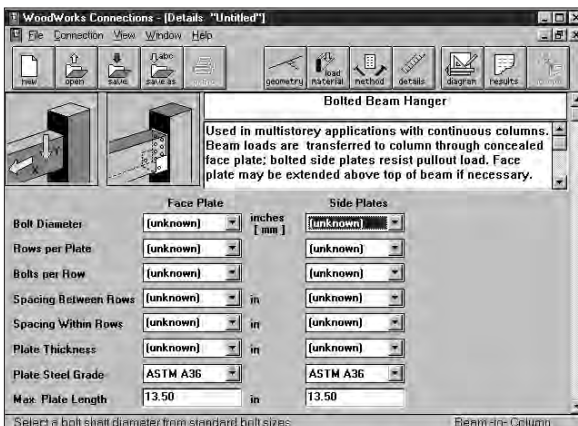 WoodWorks Connections - [Details "Untitled"]
File Connection View Window Help
new open save save as geometry load material method details diagram results
abc
Bolted Beam Hanger
Used in multistorey applications with continuous columns.
Beam loads are transferred to column through concealed
face plate; bolted side plates resist pullout load. Face
plate may be extended above top of beam if necessary.
Y
X
Face Plate Side Plates
Bolt Diameter (unknown) inches [ mm ] (unknown)
Rows per Plate (unknown) (unknown)
Bolts per Row (unknown) (unknown)
Spacing Between Rows (unknown) in (unknown)
Spacing Within Rows (unknown) in (unknown)
Plate Thickness (unknown) in (unknown)
Plate Steel Grade ASTM A36 ASTM A36
Max. Plate Length 13.50 in 13.50
Select a bolt shaft diameter from standard bolt sizes Beam-to-Column